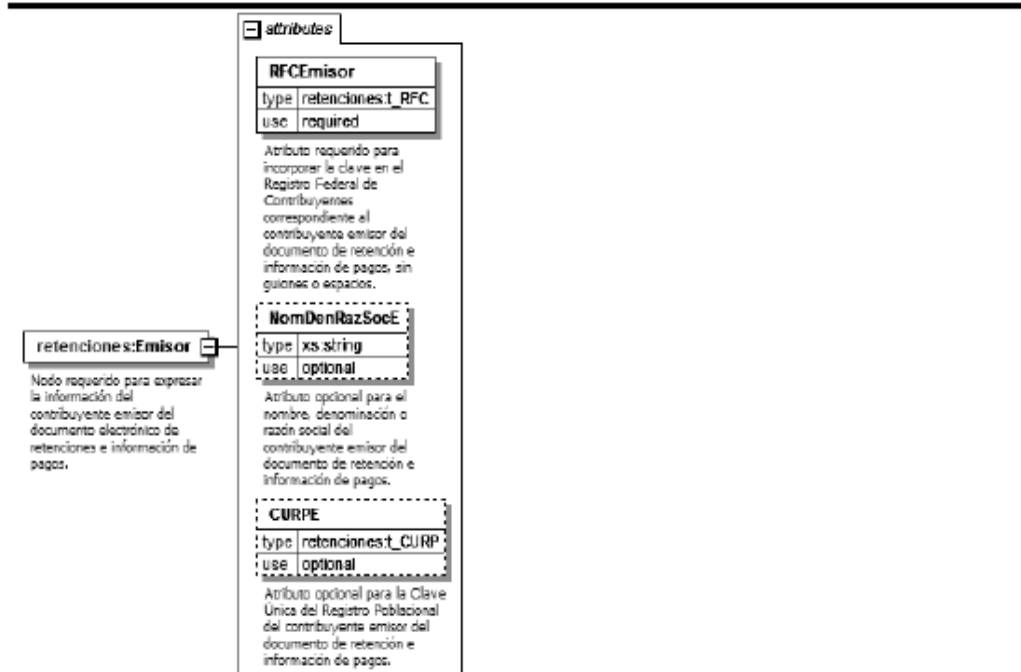 attributes
RFCEmisor
type retenciones:t_RFC
use required
Atributo requerido para
incorporar la clave en el
Registro Federal de
Contribuyentes
correspondiente al
contribuyente emisor del
documento de retención e
información de pagos, sin
guiones o espacios.
NomDenRazSocE
type xs:string
use optional
Atributo opcional para el
nombre, denominación o
razón social del
contribuyente emisor del
documento de retención e
información de pagos.
retenciones:Emisor
Nodo requerido para expresar
la información del
contribuyente emisor del
documento electrónico de
retenciones e información de
pagos.
CURPE
type retenciones:t_CURP
use optional
Atributo opcional para la Clave
Única del Registro Poblacional
del contribuyente emisor del
documento de retención e
información de pagos.